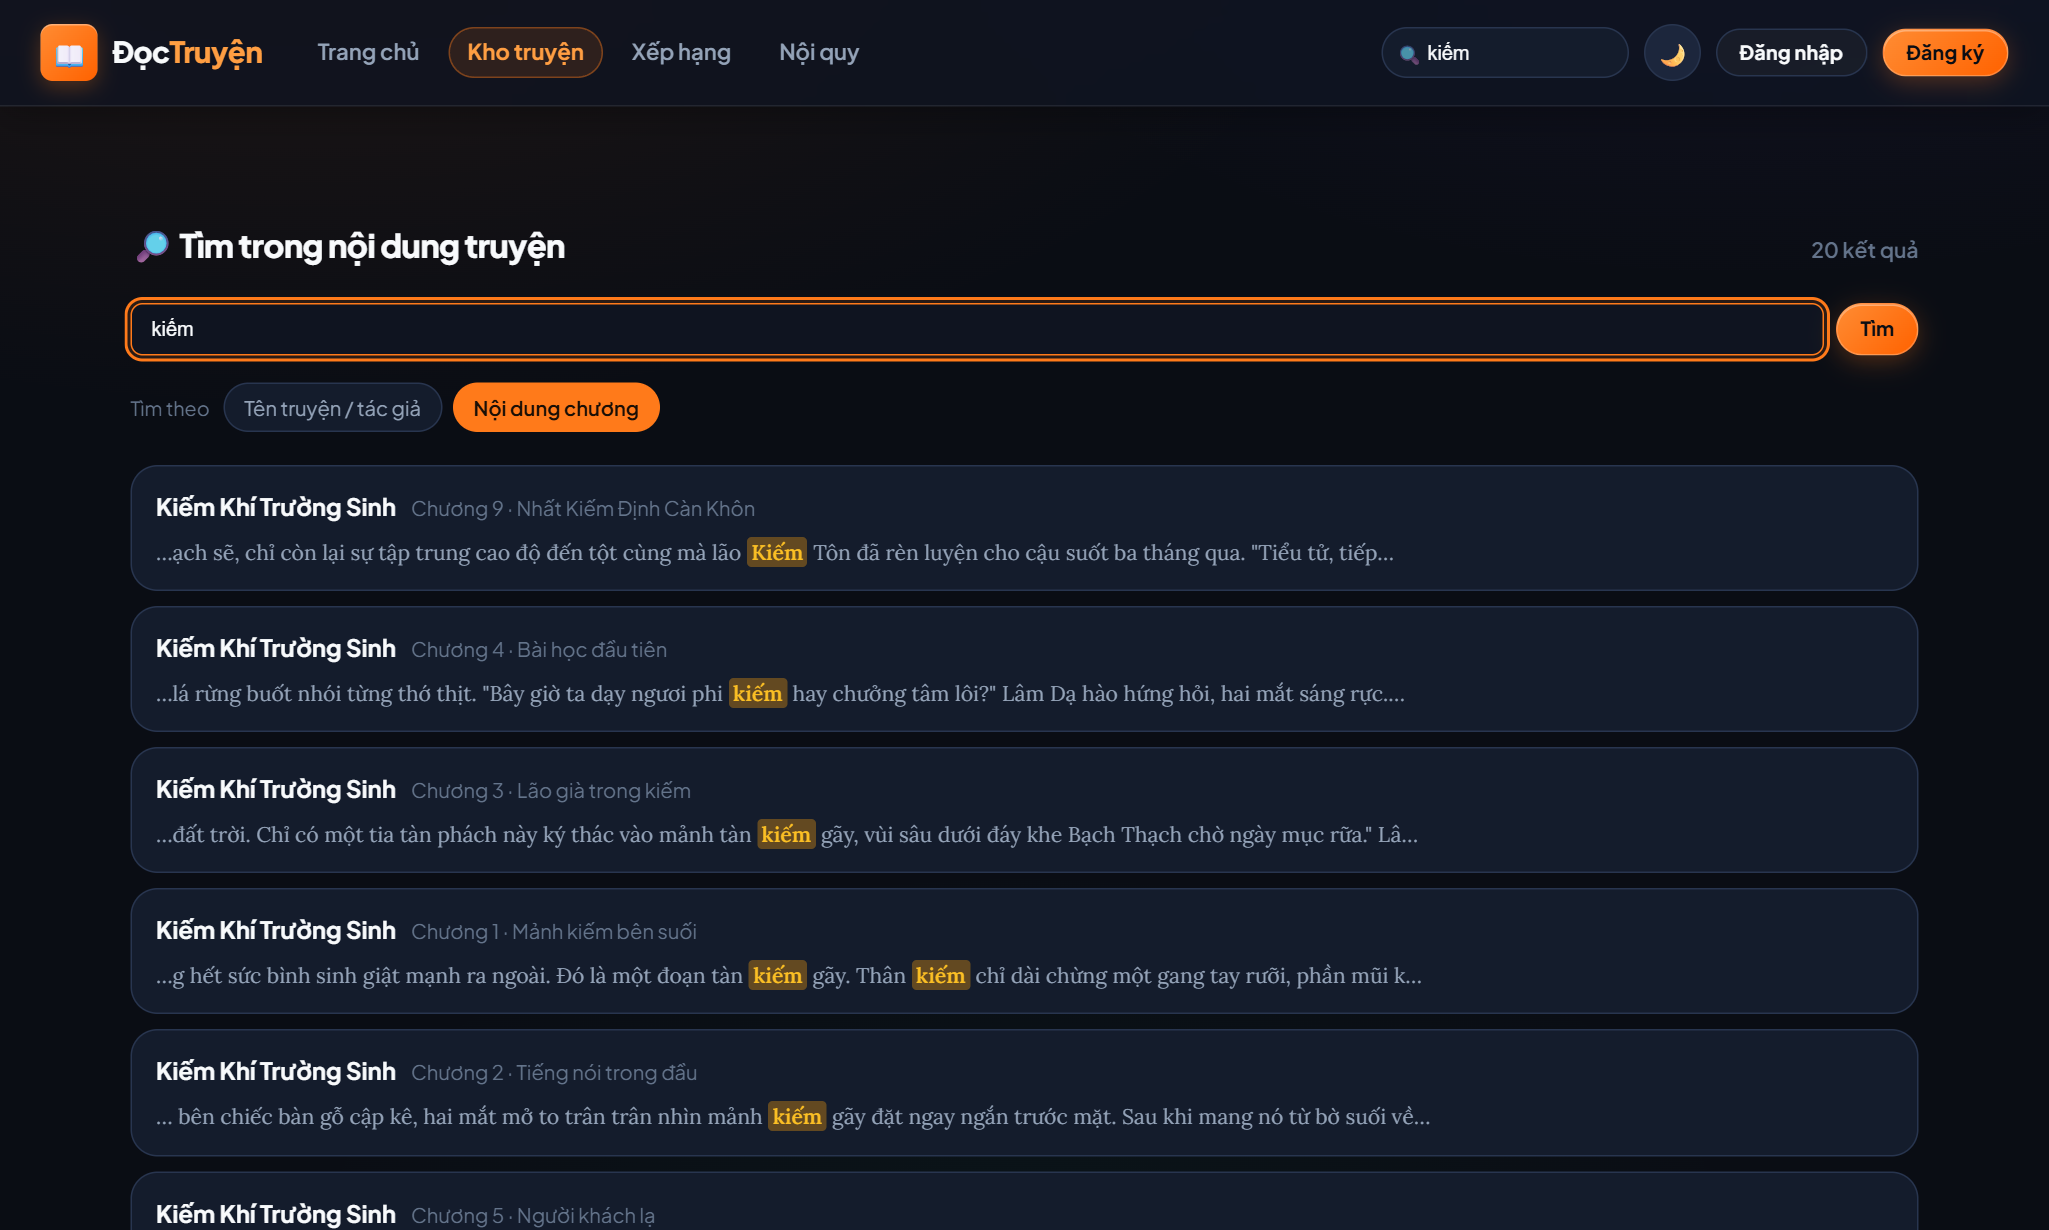 ĐọcTruyện Trang chủ Kho truyện Xếp hạng Nội quy kiếm Đăng nhập Đăng ký
Tìm trong nội dung truyện 20 kết quả
kiếm Tìm
Tìm theo Tên truyện / tác giả Nội dung chương
Kiếm Khí Trường Sinh Chương 9 · Nhất Kiếm Định Càn Khôn
...ạch sẽ, chỉ còn lại sự tập trung cao độ đến tột cùng mà lão Kiếm Tôn đã rèn luyện cho cậu suốt ba tháng qua. "Tiểu tử, tiếp...
Kiếm Khí Trường Sinh Chương 4 · Bài học đầu tiên
...lá rừng buốt nhói từng thớ thịt. "Bây giờ ta dạy ngươi phi kiếm hay chưởng tâm lôi?" Lâm Dạ hào hứng hỏi, hai mắt sáng rực....
Kiếm Khí Trường Sinh Chương 3 · Lão già trong kiếm
...đất trời. Chỉ có một tia tàn phách này ký thác vào mảnh tàn kiếm gãy, vùi sâu dưới đáy khe Bạch Thạch chờ ngày mục rữa." Lâ...
Kiếm Khí Trường Sinh Chương 1 · Mảnh kiếm bên suối
...g hết sức bình sinh giật mạnh ra ngoài. Đó là một đoạn tàn kiếm gãy. Thân kiếm chỉ dài chừng một gang tay rưỡi, phần mũi k...
Kiếm Khí Trường Sinh Chương 2 · Tiếng nói trong đầu
... bên chiếc bàn gỗ cập kê, hai mắt mở to trân trân nhìn mảnh kiếm gãy đặt ngay ngắn trước mặt. Sau khi mang nó từ bờ suối về...
Kiếm Khí Trường Sinh Chương 5 · Người khách lạ